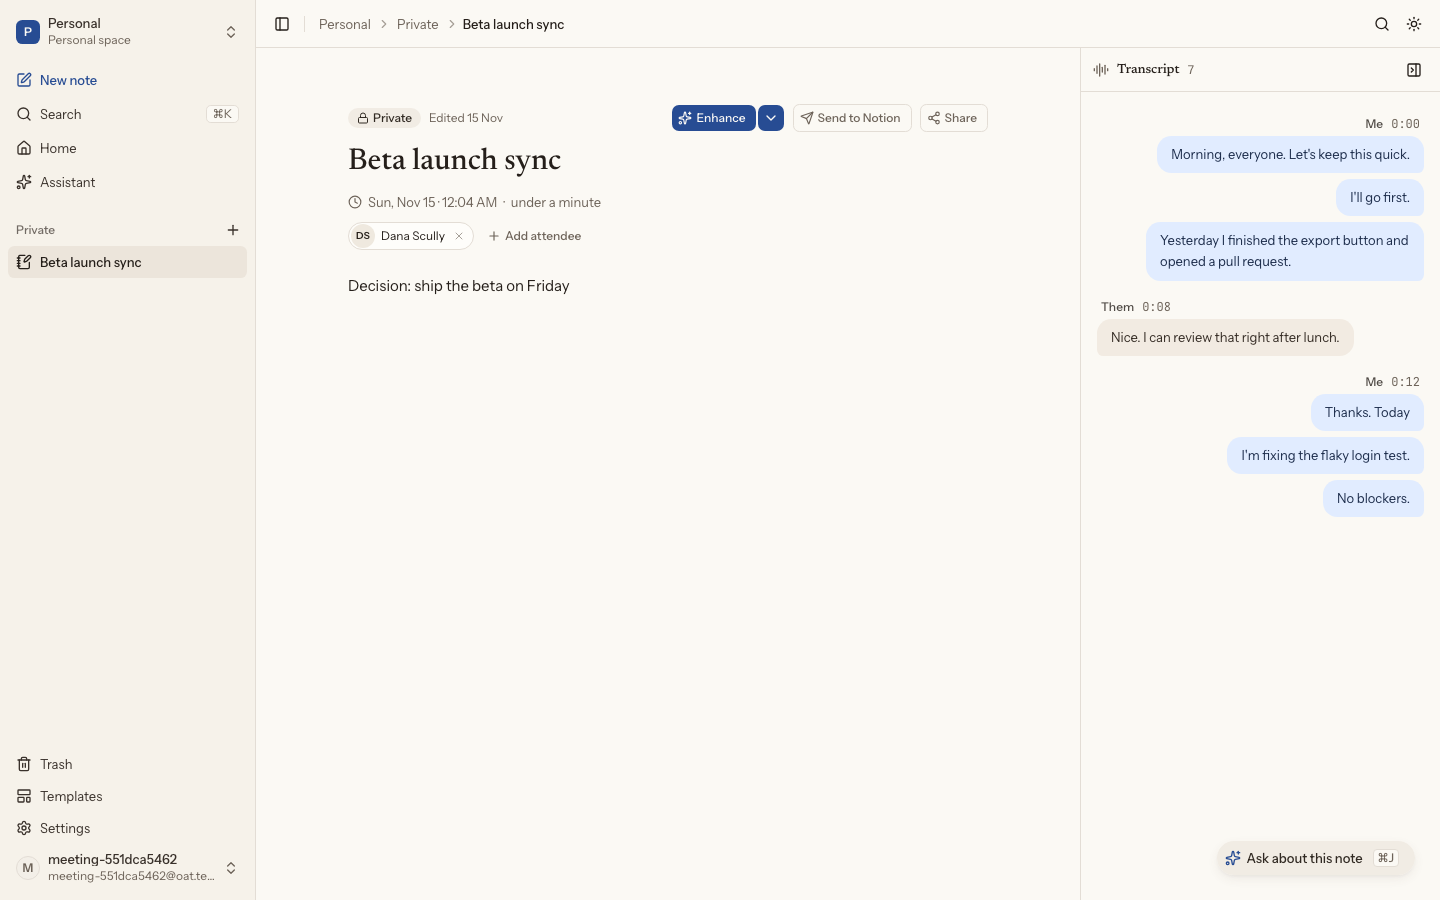 P
Personal
Personal space
New note
Search ⌘K
Home
Assistant
Private
Beta launch sync
Trash
Templates
Settings
M
meeting-551dca5462
meeting-551dca5462@oat.te...
Personal > Private > Beta launch sync
Private Edited 15 Nov
Enhance
Send to Notion
Share
Beta launch sync
Sun, Nov 15 · 12:04 AM · under a minute
DS Dana Scully × + Add attendee
Decision: ship the beta on Friday
Transcript 7
Me 0:00
Morning, everyone. Let's keep this quick.
I'll go first.
Yesterday I finished the export button and
opened a pull request.
Them 0:08
Nice. I can review that right after lunch.
Me 0:12
Thanks. Today
I'm fixing the flaky login test.
No blockers.
Ask about this note ⌘J